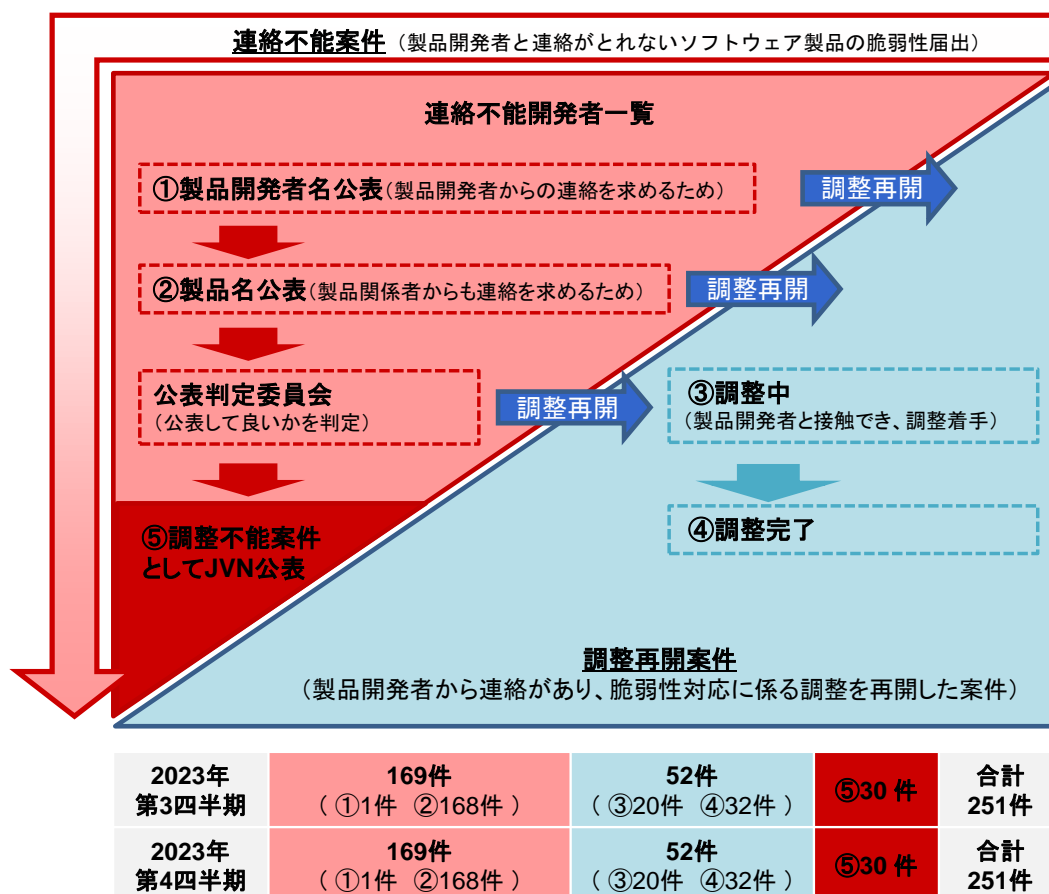 連絡不能案件（製品開発者と連絡がとれないソフトウェア製品の脆弱性届出）
連絡不能開発者一覧
①製品開発者名公表（製品開発者からの連絡を求めるため）
調整再開
②製品名公表（製品関係者からも連絡を求めるため）
調整再開
公表判定委員会
（公表して良いかを判定）
調整再開
③調整中
（製品開発者と接触でき、調整着手）
④調整完了
⑤調整不能案件
としてJVN公表
調整再開案件
（製品開発者から連絡があり、脆弱性対応に係る調整を再開した案件）
2023年
第3四半期
169件
（ ①1件 ②168件 ）
52件
（ ③20件 ④32件 ）
⑤30 件
合計
251件
2023年
第4四半期
169件
（ ①1件 ②168件 ）
52件
（ ③20件 ④32件 ）
⑤30 件
合計
251件